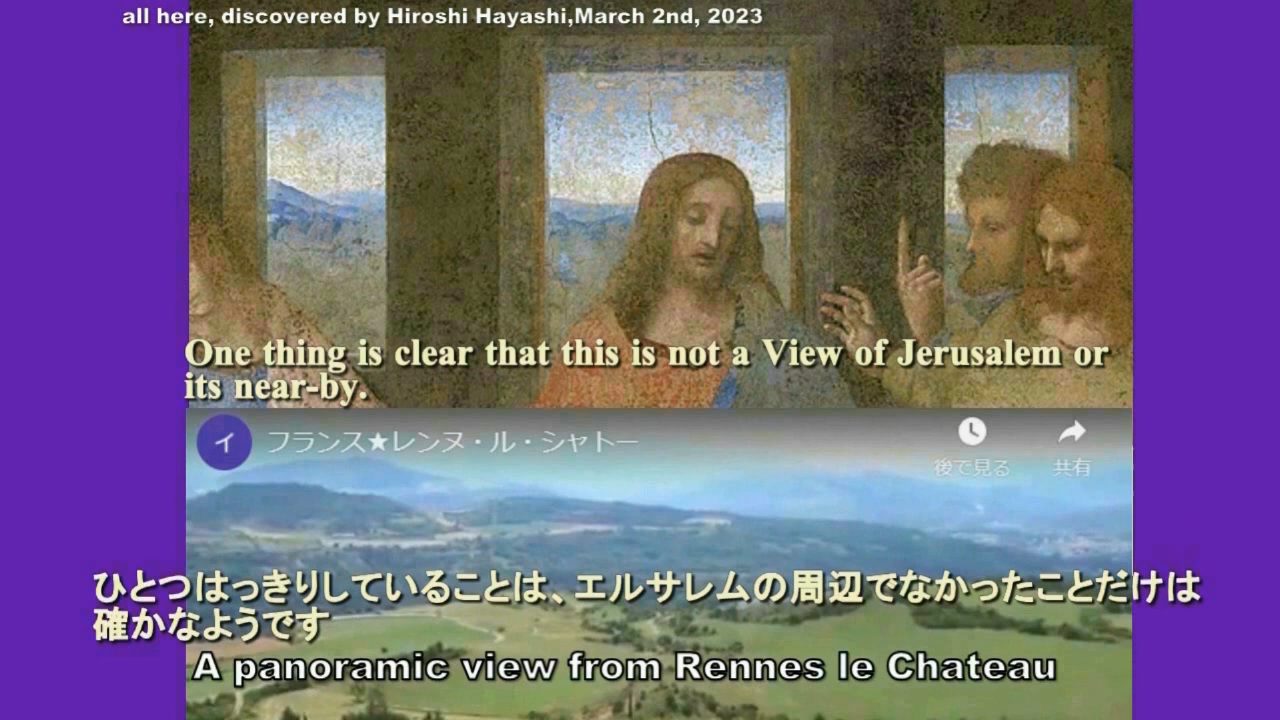 all here, discovered by Hiroshi Hayashi,March 2nd, 2023
One thing is clear that this is not a View of Jerusalem or
its near-by.
イ
フランス★レンヌ・ル・シャトー
後で見る
共有
ひとつはっきりしていることは、エルサレムの周辺でなかったことだけは
確かなようです
A panoramic view from Rennes le Chateau